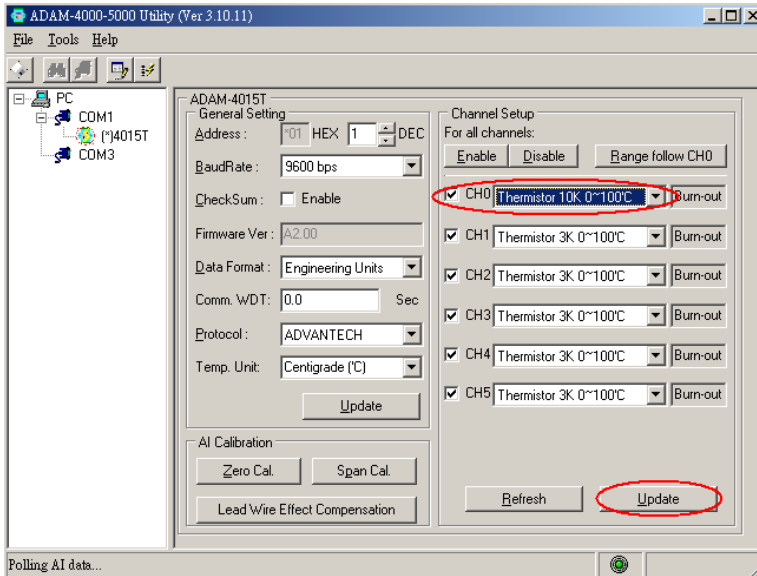 ADAM-4000-5000 Utility (Ver 3.10.11)
File Tools Help
PC
COM1
(*)4015T
COM3
ADAM-4015T
General Setting
Address : *01 HEX 1 DEC
BaudRate : 9600 bps
CheckSum : Enable
Firmware Ver : A2.00
Data Format : Engineering Units
Comm. WDT: 0.0 Sec
Protocol : ADVANTECH
Temp. Unit: Centigrade ('C)
Update
AI Calibration
Zero Cal. Span Cal.
Lead Wire Effect Compensation
Channel Setup
For all channels:
Enable Disable Range follow CH0
CH0 Thermistor 10K 0~100'C Burn-out
CH1 Thermistor 3K 0~100'C Burn-out
CH2 Thermistor 3K 0~100'C Burn-out
CH3 Thermistor 3K 0~100'C Burn-out
CH4 Thermistor 3K 0~100'C Burn-out
CH5 Thermistor 3K 0~100'C Burn-out
Refresh Update
Polling AI data...